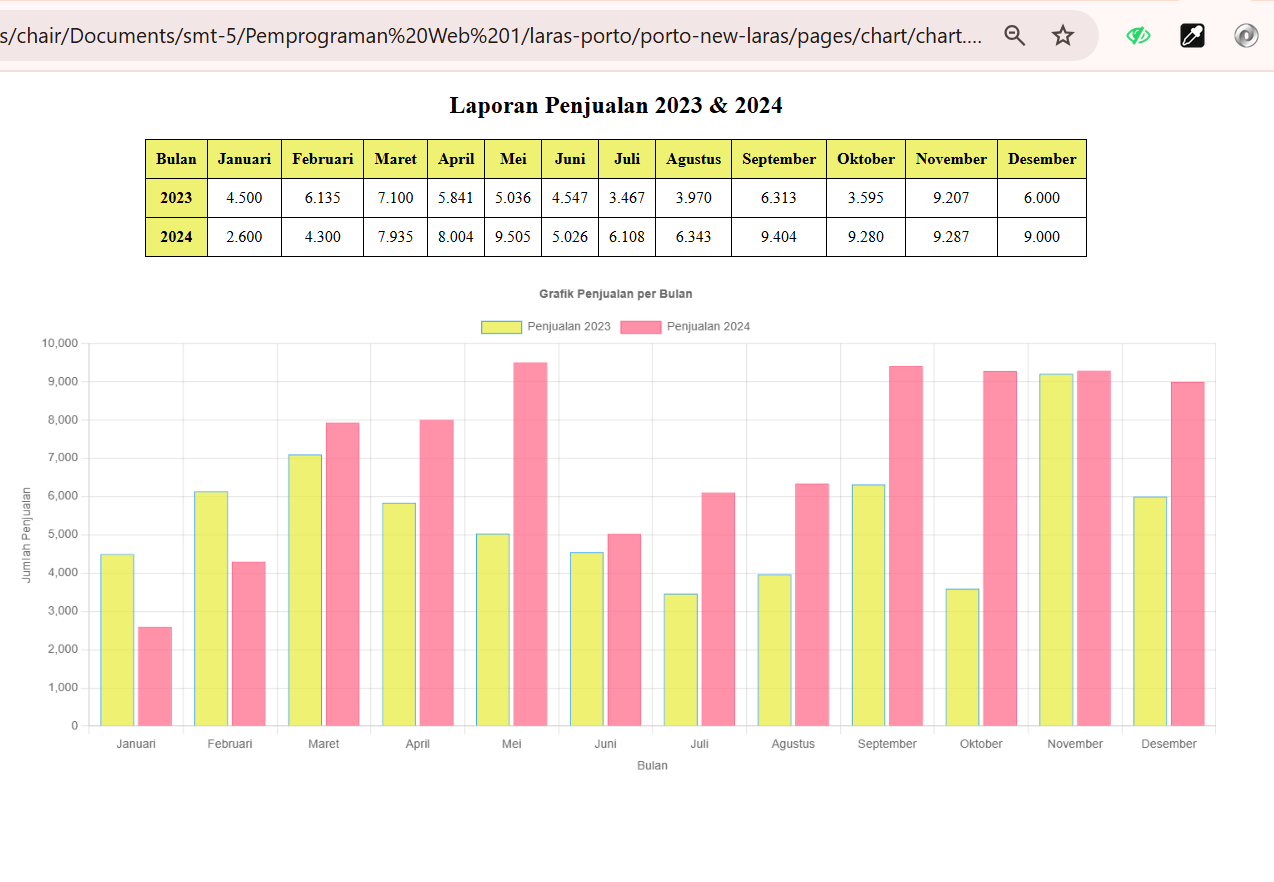 s/chair/Documents/smt-5/Pemprograman%20Web%201/laras-porto/porto-new-laras/pages/chart/chart....
Laporan Penjualan 2023 & 2024
Bulan Januari Februari Maret April Mei Juni Juli Agustus September Oktober November Desember
2023 4.500 6.135 7.100 5.841 5.036 4.547 3.467 3.970 6.313 3.595 9.207 6.000
2024 2.600 4.300 7.935 8.004 9.505 5.026 6.108 6.343 9.404 9.280 9.287 9.000
Grafik Penjualan per Bulan
Penjualan 2023 Penjualan 2024
Jumlah Penjualan
10,000
9,000
8,000
7,000
6,000
5,000
4,000
3,000
2,000
1,000
0
Januari Februari Maret April Mei Juni Juli Agustus September Oktober November Desember
Bulan